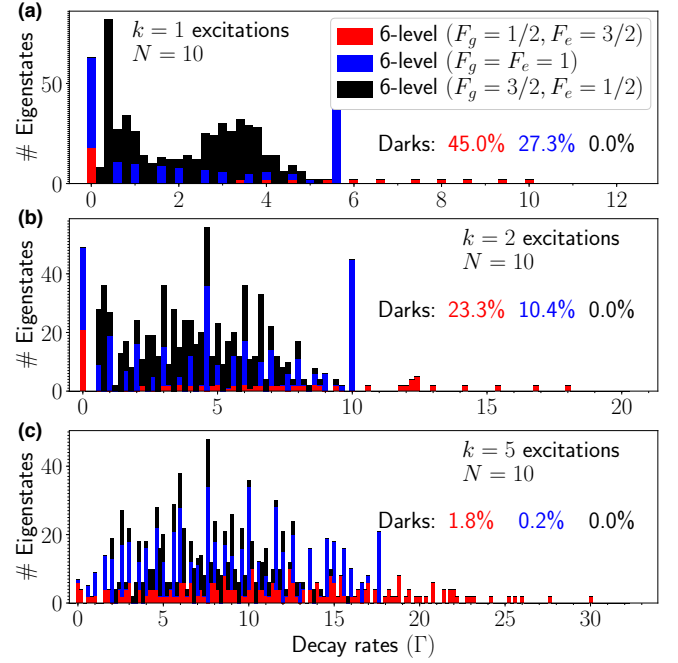 (a)
k = 1 excitations
N = 10
6-level (F_g = 1/2, F_e = 3/2)
6-level (F_g = F_e = 1)
6-level (F_g = 3/2, F_e = 1/2)
Darks: 45.0% 27.3% 0.0%
# Eigenstates
50
0
0 2 4 6 8 10 12
(b)
k = 2 excitations
N = 10
Darks: 23.3% 10.4% 0.0%
# Eigenstates
40
20
0
0 5 10 15 20
(c)
k = 5 excitations
N = 10
Darks: 1.8% 0.2% 0.0%
# Eigenstates
40
20
0
0 5 10 15 20 25 30
Decay rates (Γ)